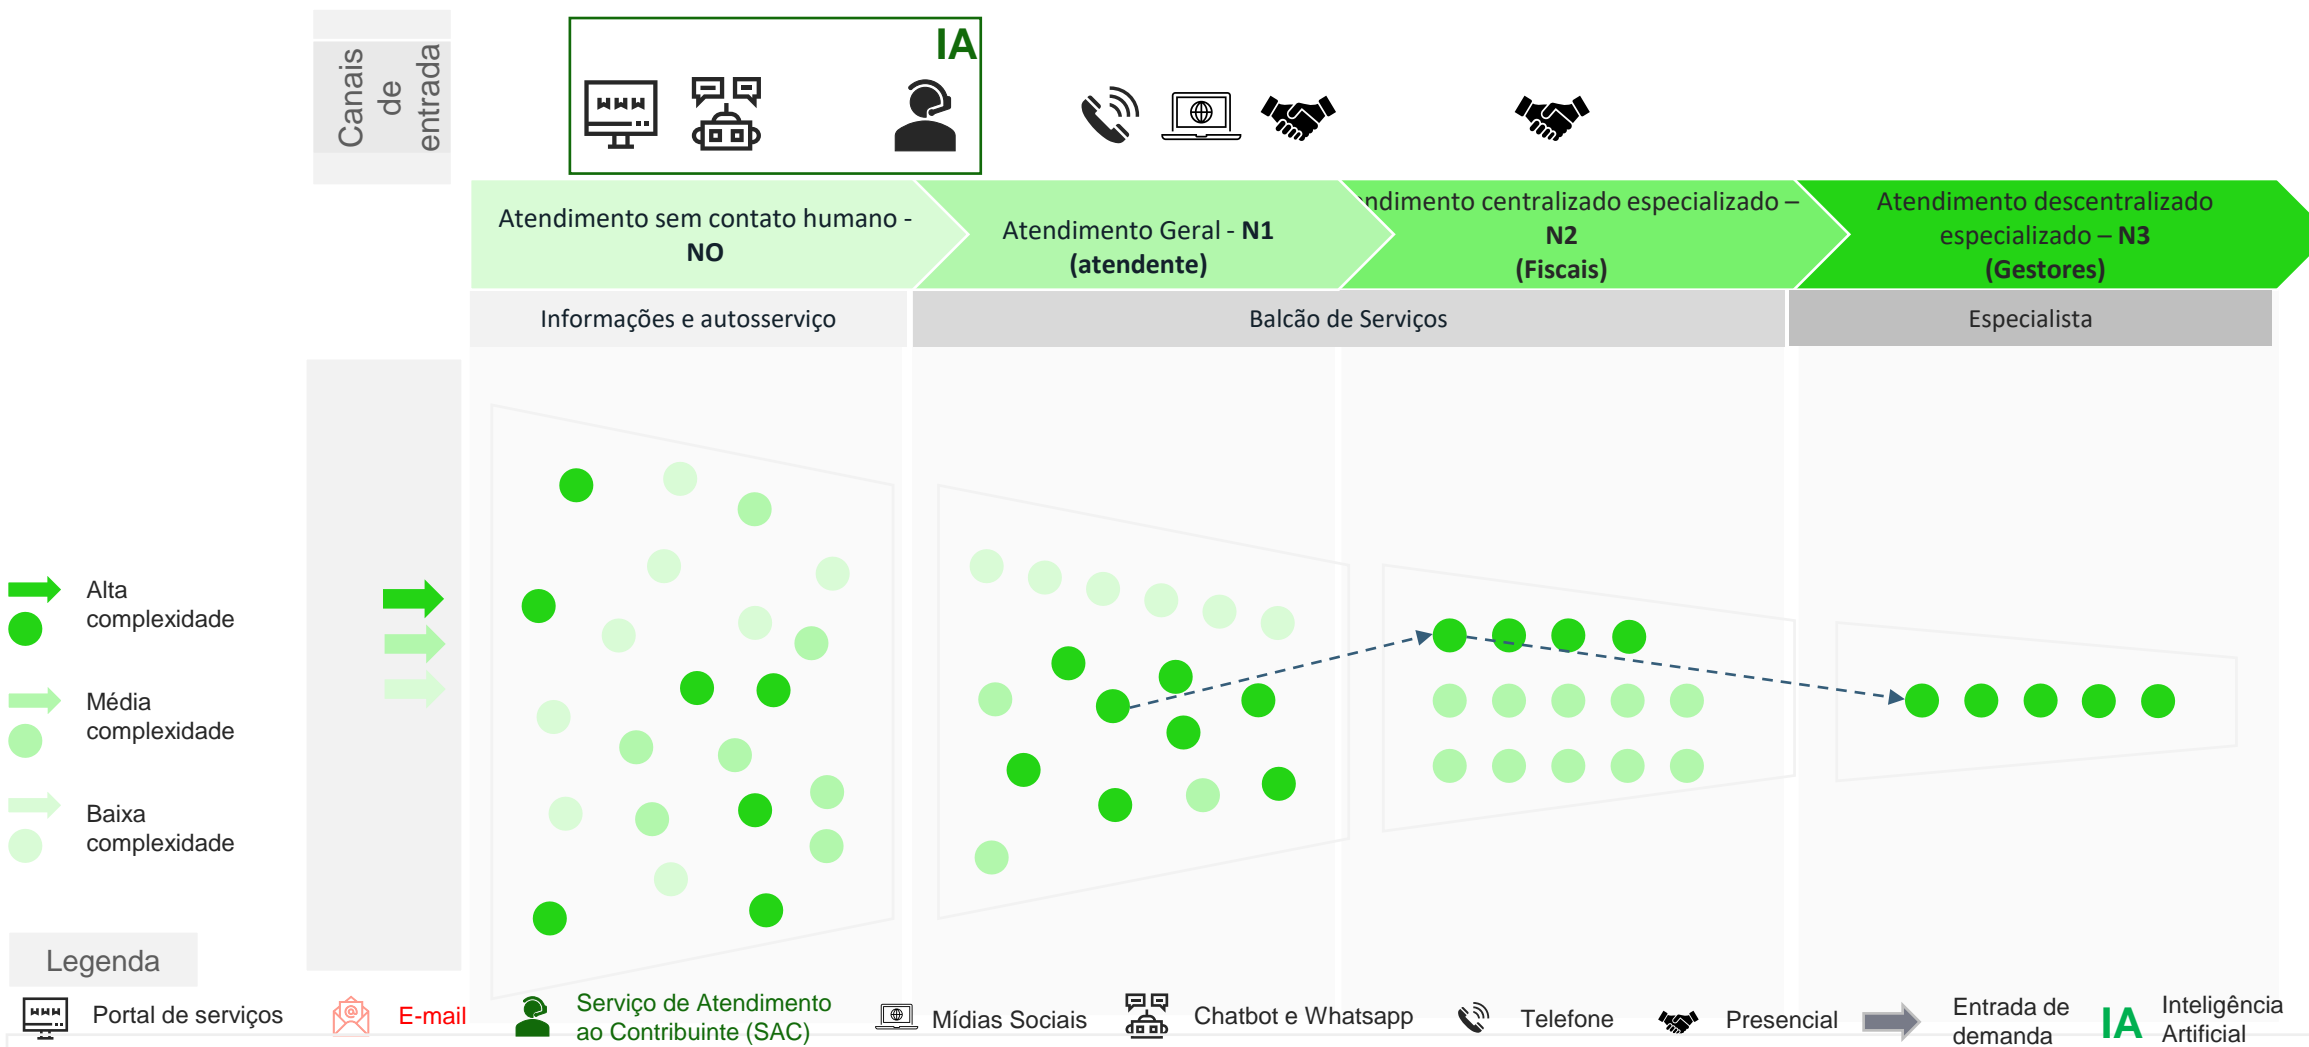 Canais
de
entrada
IA
Atendimento sem contato humano -
NO
Atendimento Geral - N1
(atendente)
ndimento centralizado especializado –
N2
(Fiscais)
Atendimento descentralizado
especializado – N3
(Gestores)
Informações e autosserviço
Balcão de Serviços
Especialista
Alta
complexidade
Média
complexidade
Baixa
complexidade
Legenda
Portal de serviços
E-mail
Serviço de Atendimento
ao Contribuinte (SAC)
Mídias Sociais
Chatbot e Whatsapp
Telefone
Presencial
Entrada de
demanda
IA
Inteligência
Artificial